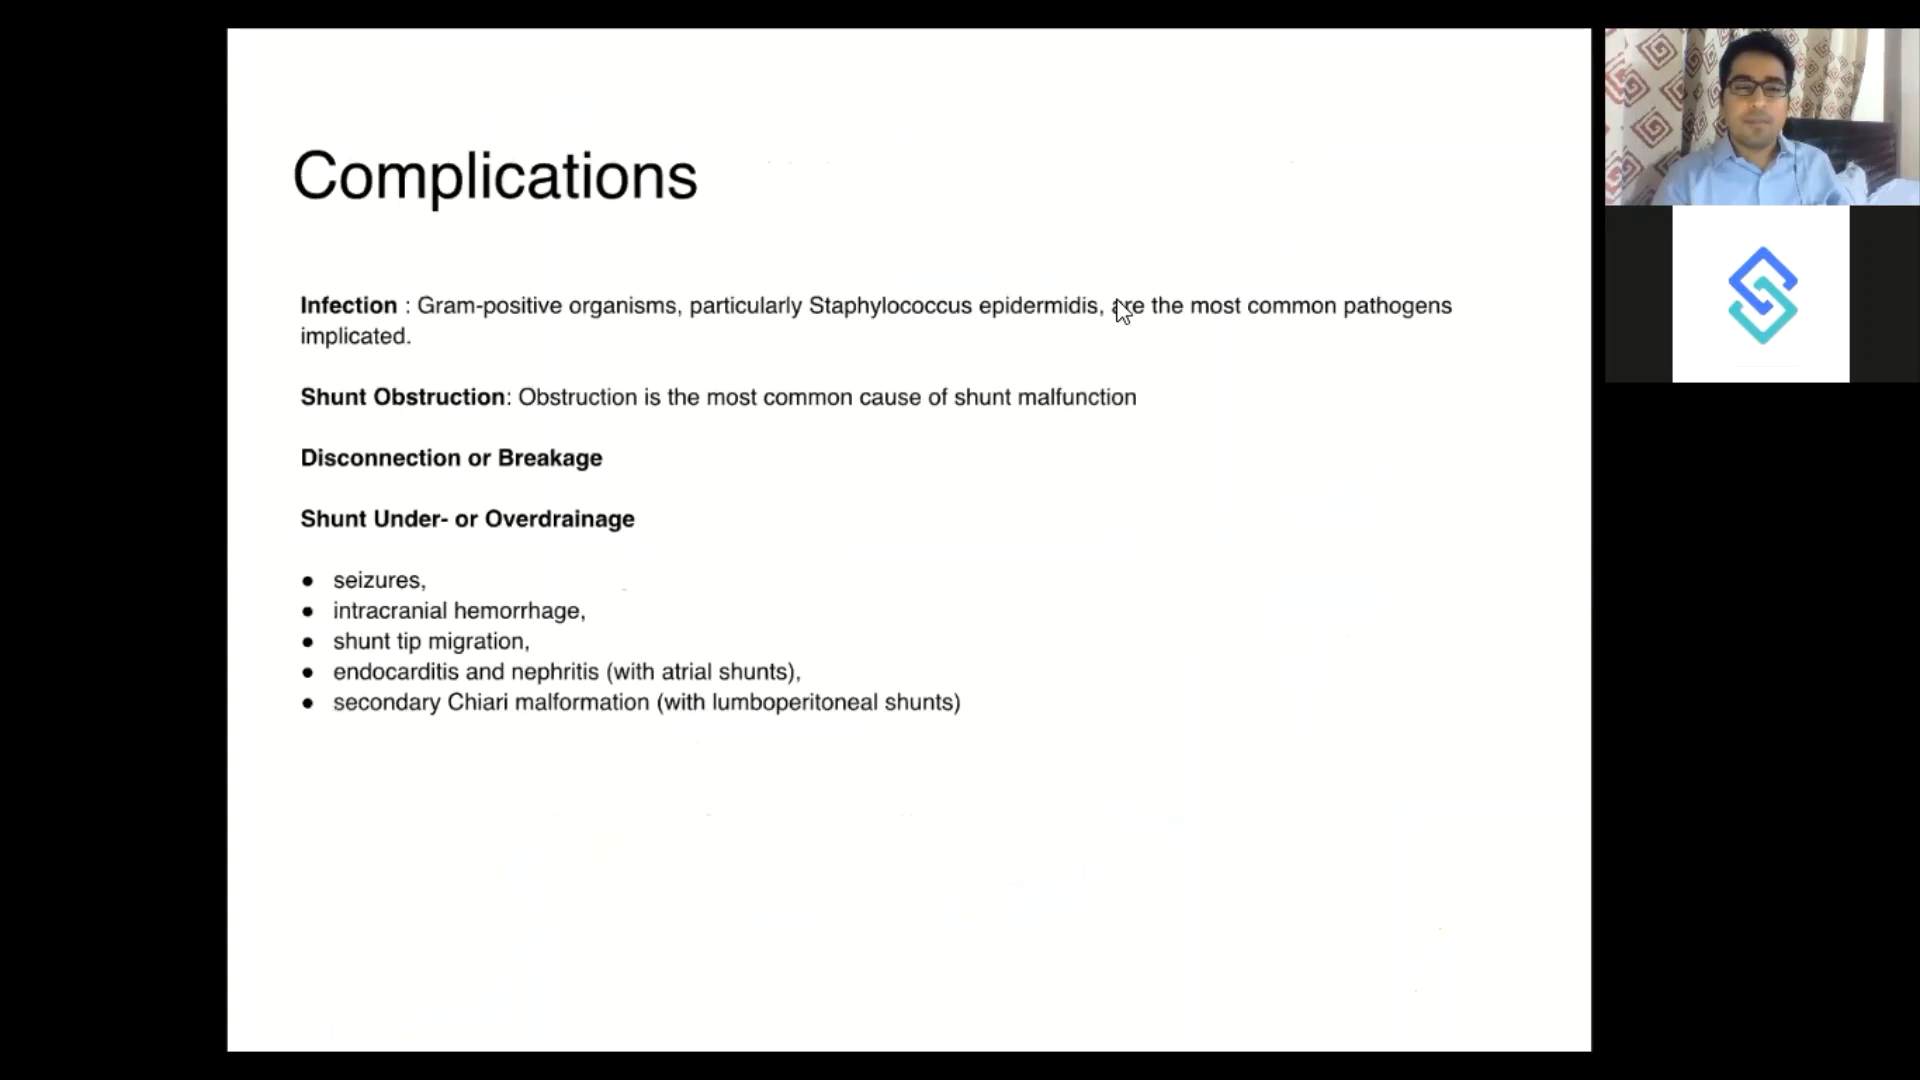 Complications
Infection : Gram-positive organisms, particularly Staphylococcus epidermidis, are the most common pathogens
implicated.
Shunt Obstruction: Obstruction is the most common cause of shunt malfunction
Disconnection or Breakage
Shunt Under- or Overdrainage
● seizures,
● intracranial hemorrhage,
● shunt tip migration,
● endocarditis and nephritis (with atrial shunts),
● secondary Chiari malformation (with lumboperitoneal shunts)